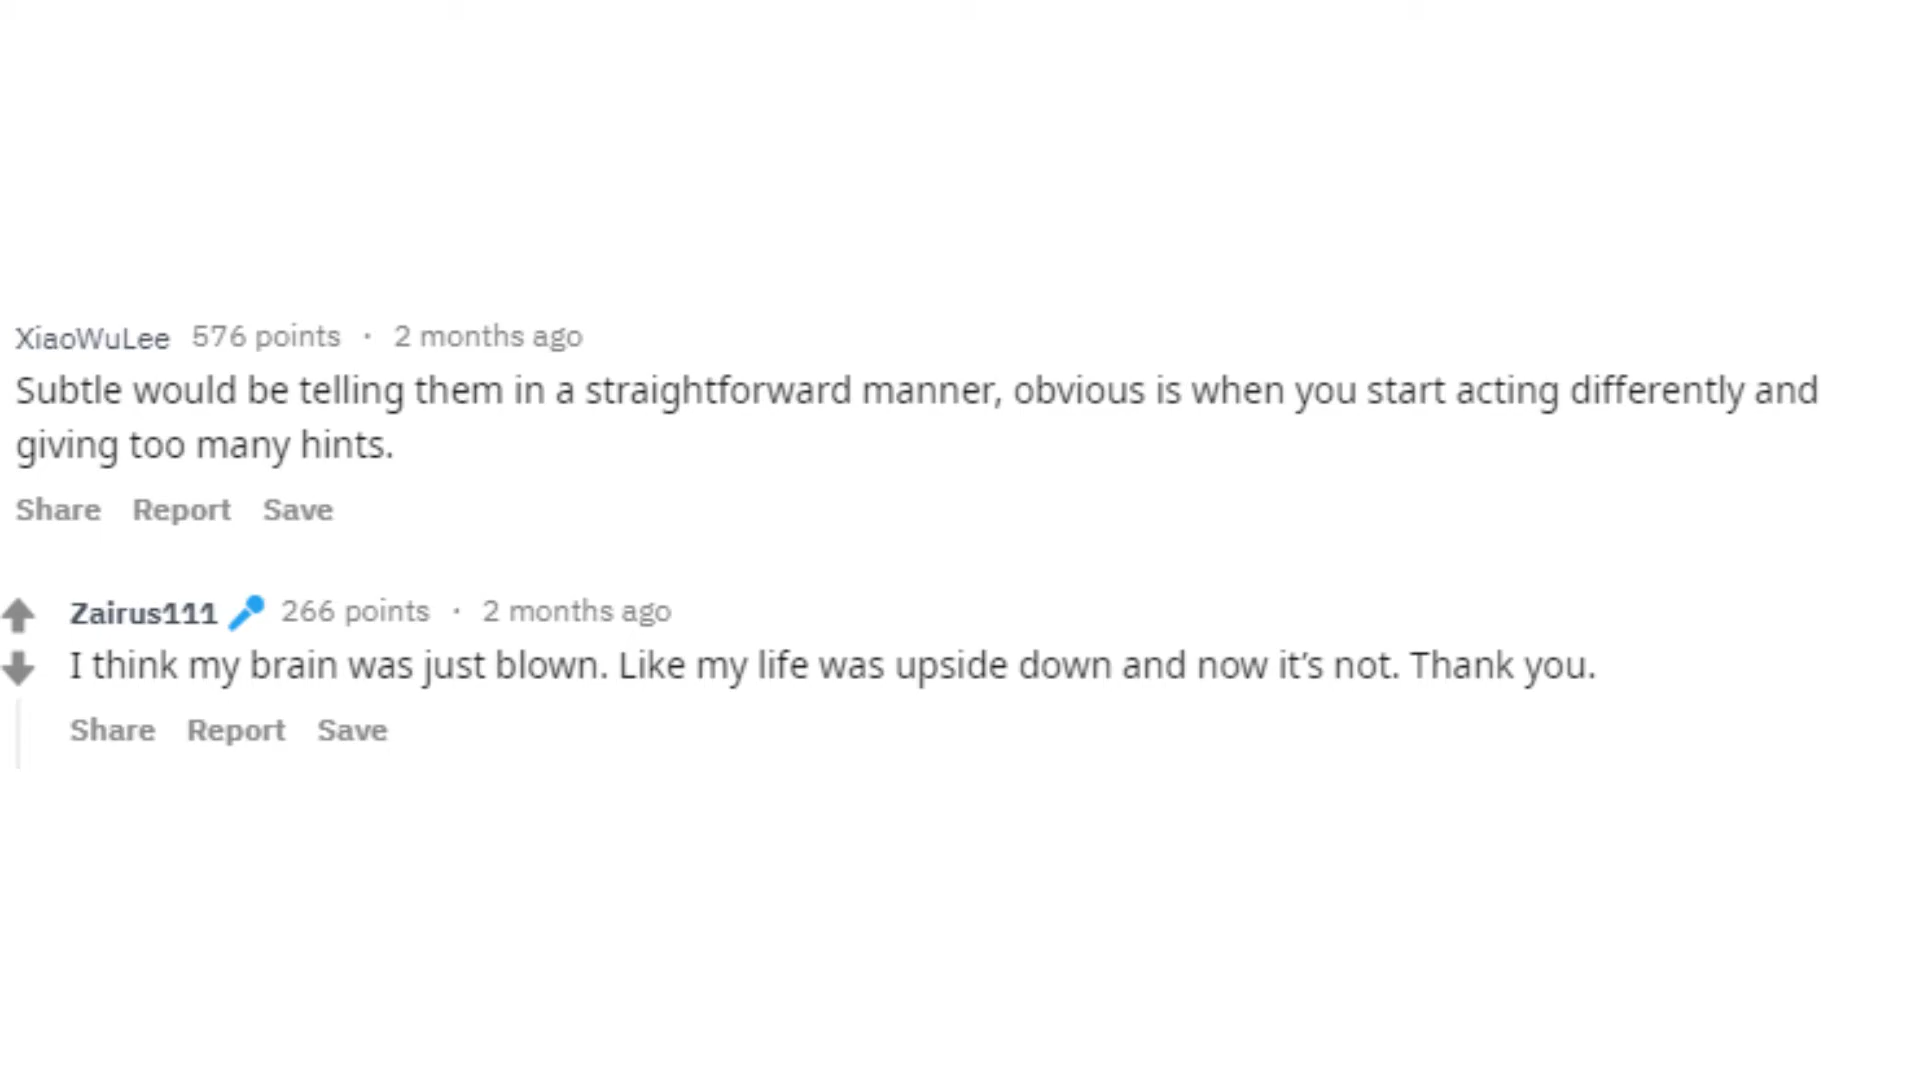 XiaoWuLee 576 points · 2 months ago
Subtle would be telling them in a straightforward manner, obvious is when you start acting differently and
giving too many hints.
Share Report Save
Zairus111 266 points · 2 months ago
I think my brain was just blown. Like my life was upside down and now it’s not. Thank you.
Share Report Save